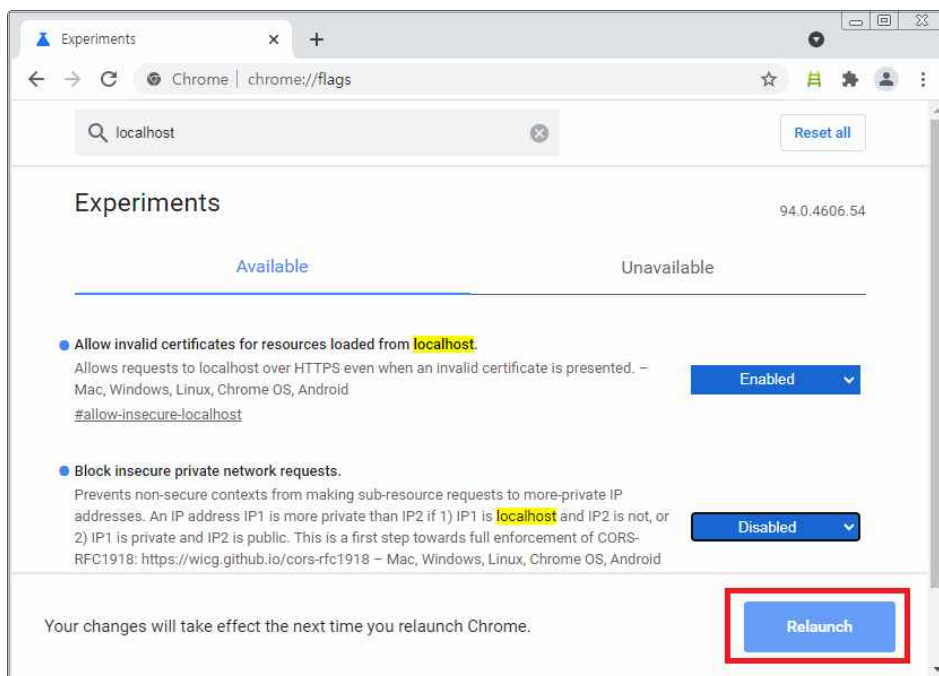 Experiments
Chrome | chrome://flags
localhost
Reset all
Experiments
94.0.4606.54
Available
Unavailable
Allow invalid certificates for resources loaded from localhost.
Allows requests to localhost over HTTPS even when an invalid certificate is presented. –
Mac, Windows, Linux, Chrome OS, Android
#allow-insecure-localhost
Enabled
Block insecure private network requests.
Prevents non-secure contexts from making sub-resource requests to more-private IP
addresses. An IP address IP1 is more private than IP2 if 1) IP1 is localhost and IP2 is not, or
2) IP1 is private and IP2 is public. This is a first step towards full enforcement of CORS-
RFC1918: https://wicg.github.io/cors-rfc1918 – Mac, Windows, Linux, Chrome OS, Android
Disabled
Your changes will take effect the next time you relaunch Chrome.
Relaunch